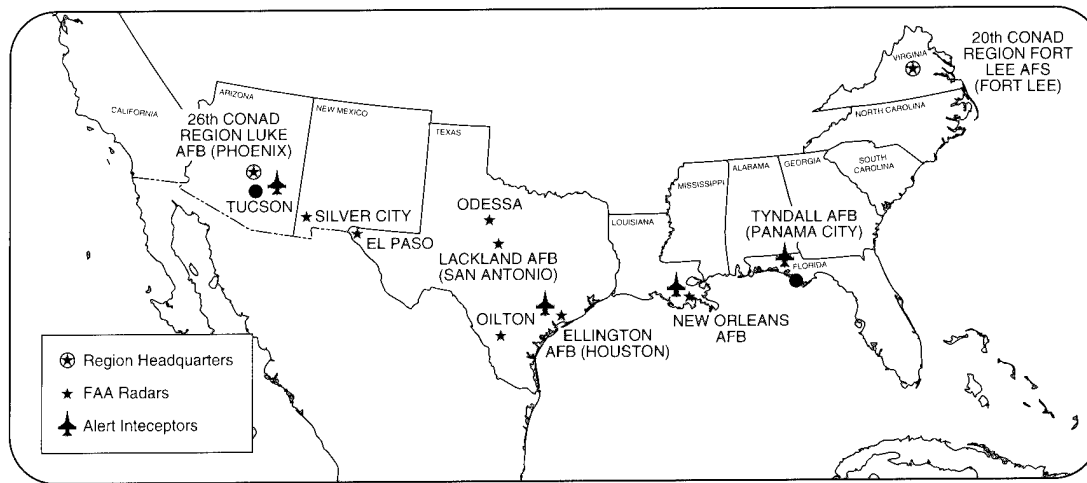 20th CONAD
REGION FORT
LEE AFS
(FORT LEE)
VIRGINIA
NORTH CAROLINA
SOUTH
CAROLINA
CALIFORNIA
ARIZONA
NEW MEXICO
TEXAS
26th CONAD
REGION LUKE
AFB (PHOENIX)
TUCSON
SILVER CITY
EL PASO
ODESSA
LACKLAND AFB
(SAN ANTONIO)
OILTON
ELLINGTON
AFB (HOUSTON)
LOUISIANA
MISSISSIPPI
ALABAMA
GEORGIA
TYNDALL AFB
(PANAMA CITY)
FLORIDA
NEW ORLEANS
AFB
Region Headquarters
FAA Radars
Alert Inteceptors